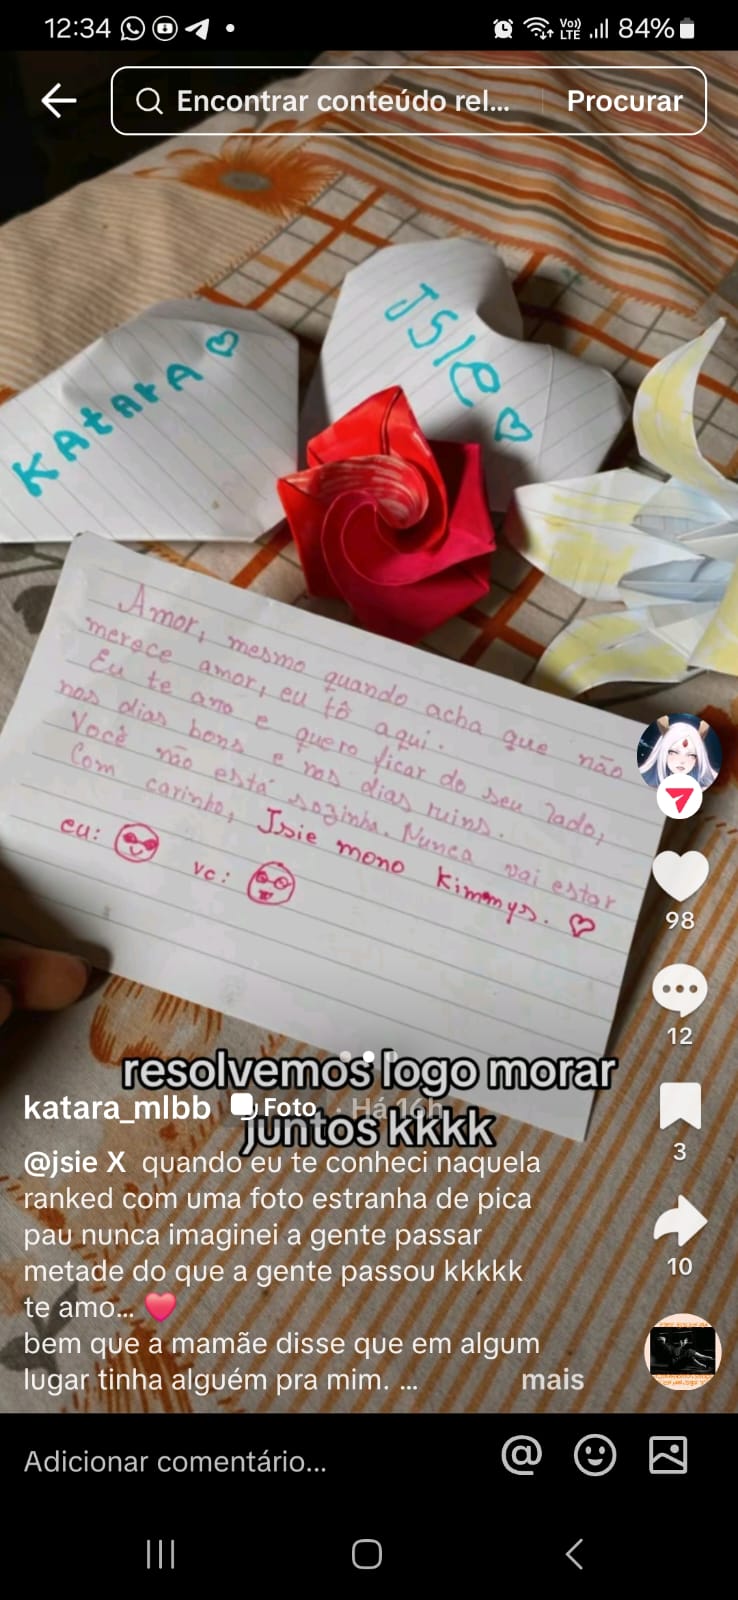 12:34
Vo))
LTE
84%
Encontrar conteúdo rel...
Procurar
KAtARA
JSIE
Amor, mesmo quando acha que não
merece amor, eu tô aqui.
Eu te amo e quero ficar do seu lado,
nos dias bons e nos dias ruins.
Você não está sozinha. Nunca vai estar
Com carinho, Jsie mono Kimmys.
eu:
vc:
98
12
3
10
resolvemos logo morar
juntos kkkk
katara_mlbb Foto · Há 16h
@jsie X quando eu te conheci naquela
ranked com uma foto estranha de pica
pau nunca imaginei a gente passar
metade do que a gente passou kkkkk
te amo... ❤️
bem que a mamãe disse que em algum
lugar tinha alguém pra mim. ... mais
Adicionar comentário...
@